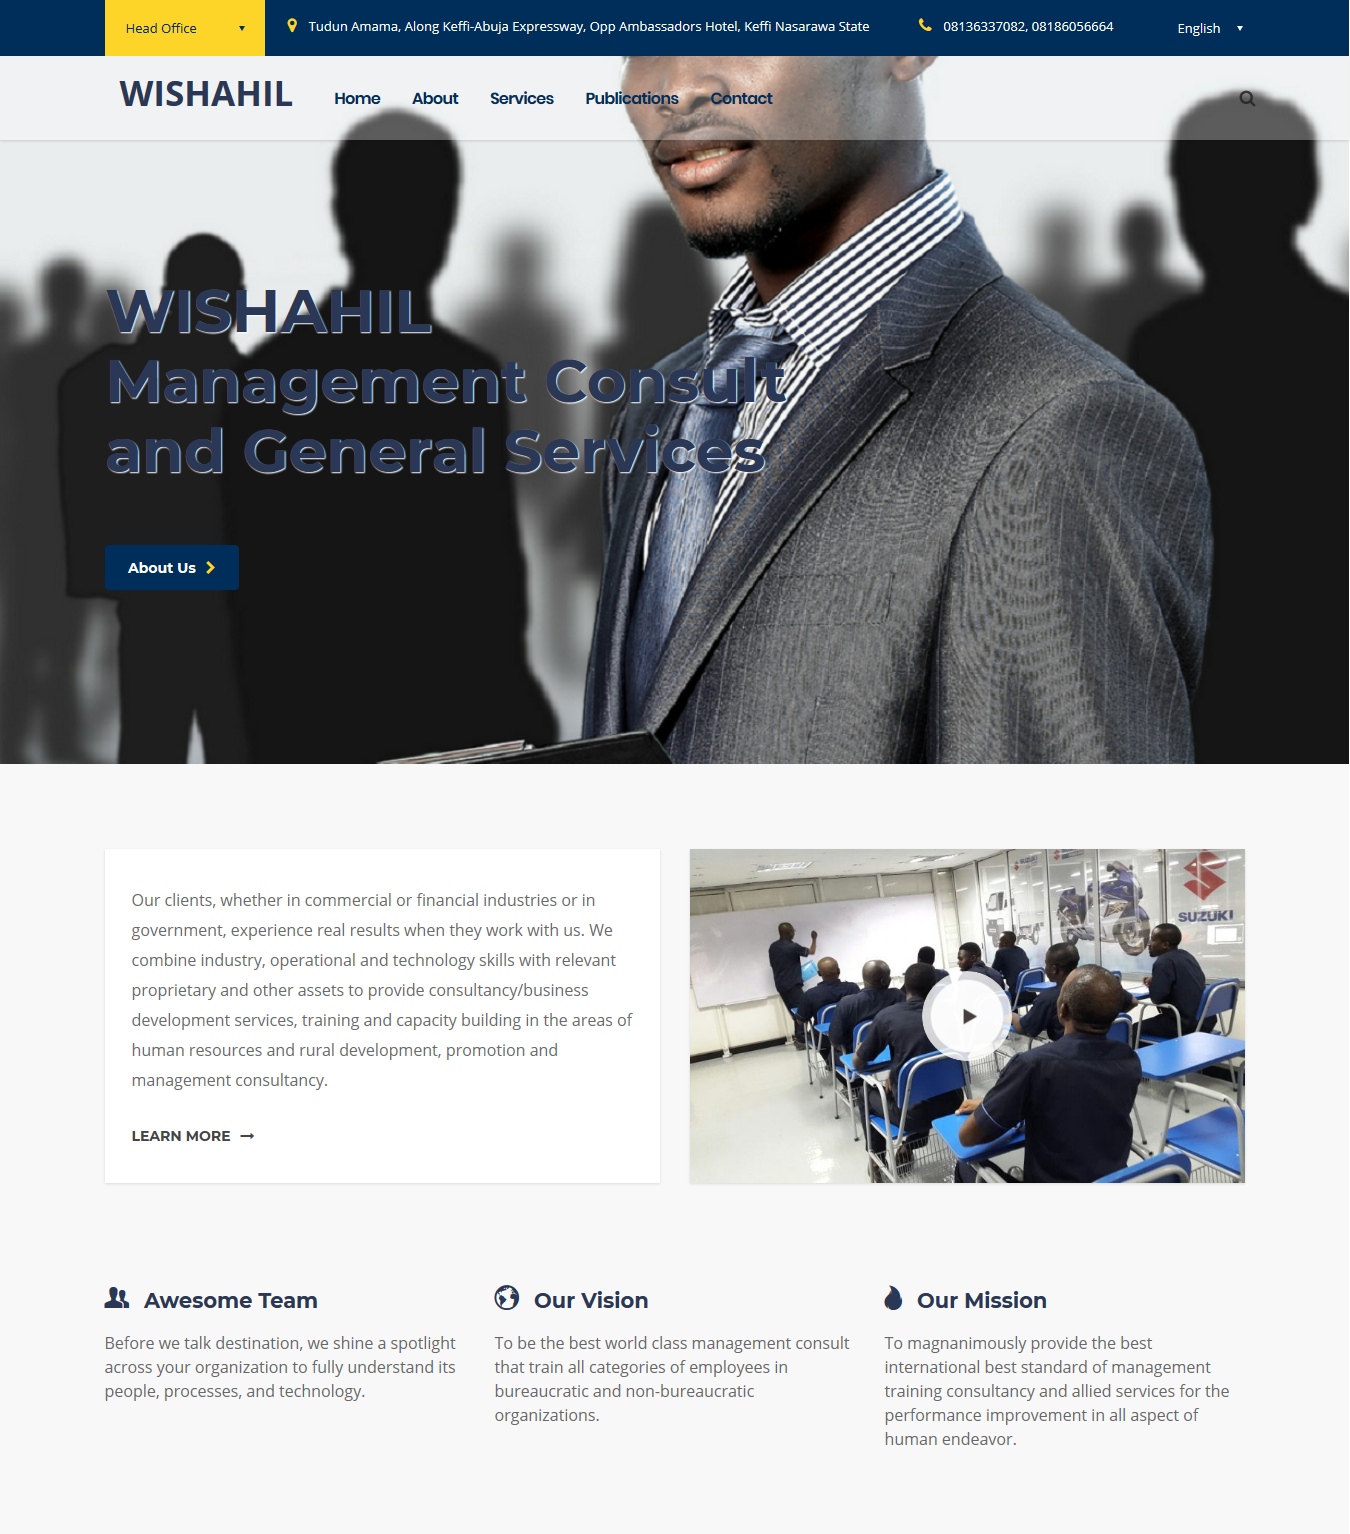 Head Office
Tudun Amama, Along Keffi-Abuja Expressway, Opp Ambassadors Hotel, Keffi Nasarawa State
08136337082, 08186056664
English
WISHAHIL
Home
About
Services
Publications
Contact
WISHAHIL
Management Consult
and General Services
About Us
Our clients, whether in commercial or financial industries or in
government, experience real results when they work with us. We
combine industry, operational and technology skills with relevant
proprietary and other assets to provide consultancy/business
development services, training and capacity building in the areas of
human resources and rural development, promotion and
management consultancy.
LEARN MORE
SUZUKI
Awesome Team
Before we talk destination, we shine a spotlight
across your organization to fully understand its
people, processes, and technology.
Our Vision
To be the best world class management consult
that train all categories of employees in
bureaucratic and non-bureaucratic
organizations.
Our Mission
To magnanimously provide the best
international best standard of management
training consultancy and allied services for the
performance improvement in all aspect of
human endeavor.